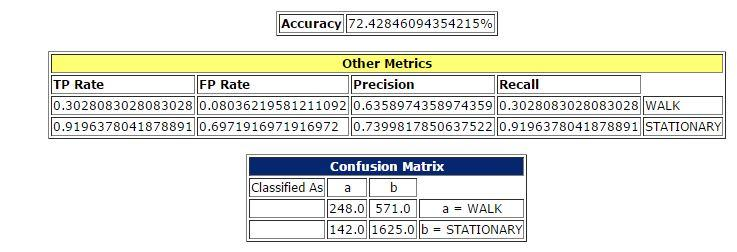 Accuracy 72.42846094354215%
Other Metrics
TP Rate FP Rate Precision Recall
0.3028083028083028 0.08036219581211092 0.6358974358974359 0.3028083028083028 WALK
0.9196378041878891 0.6971916971916972 0.7399817850637522 0.9196378041878891 STATIONARY
Confusion Matrix
Classified As a b
248.0 571.0 a = WALK
142.0 1625.0 b = STATIONARY